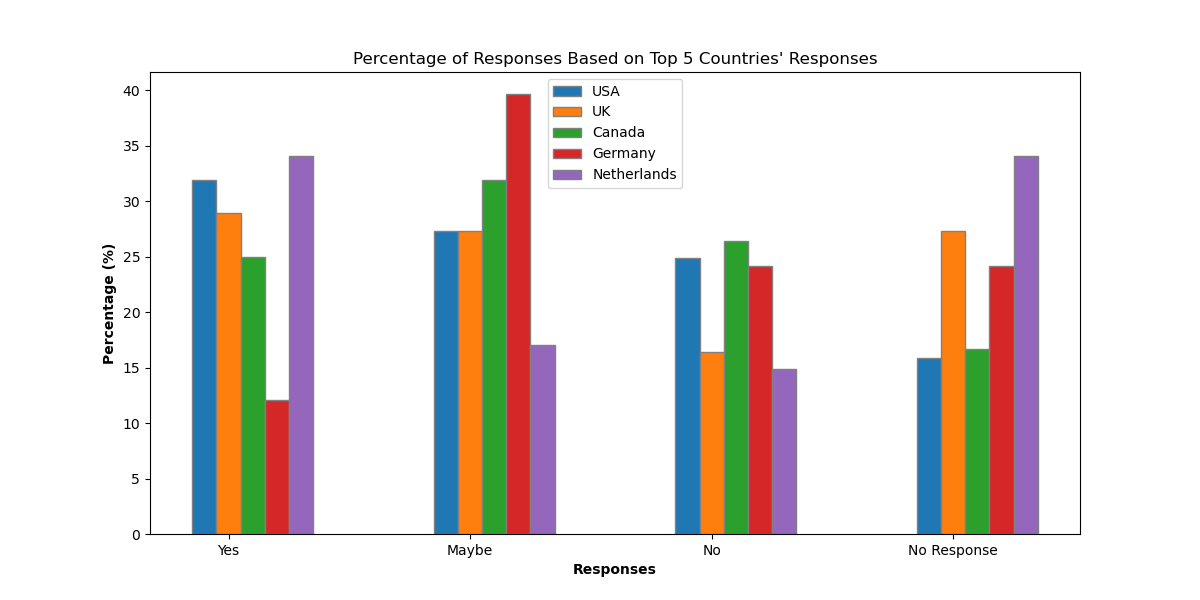 Percentage of Responses Based on Top 5 Countries' Responses
USA
UK
Canada
Germany
Netherlands
Percentage (%)
40
35
30
25
20
15
10
5
0
Yes
Maybe
No
No Response
Responses